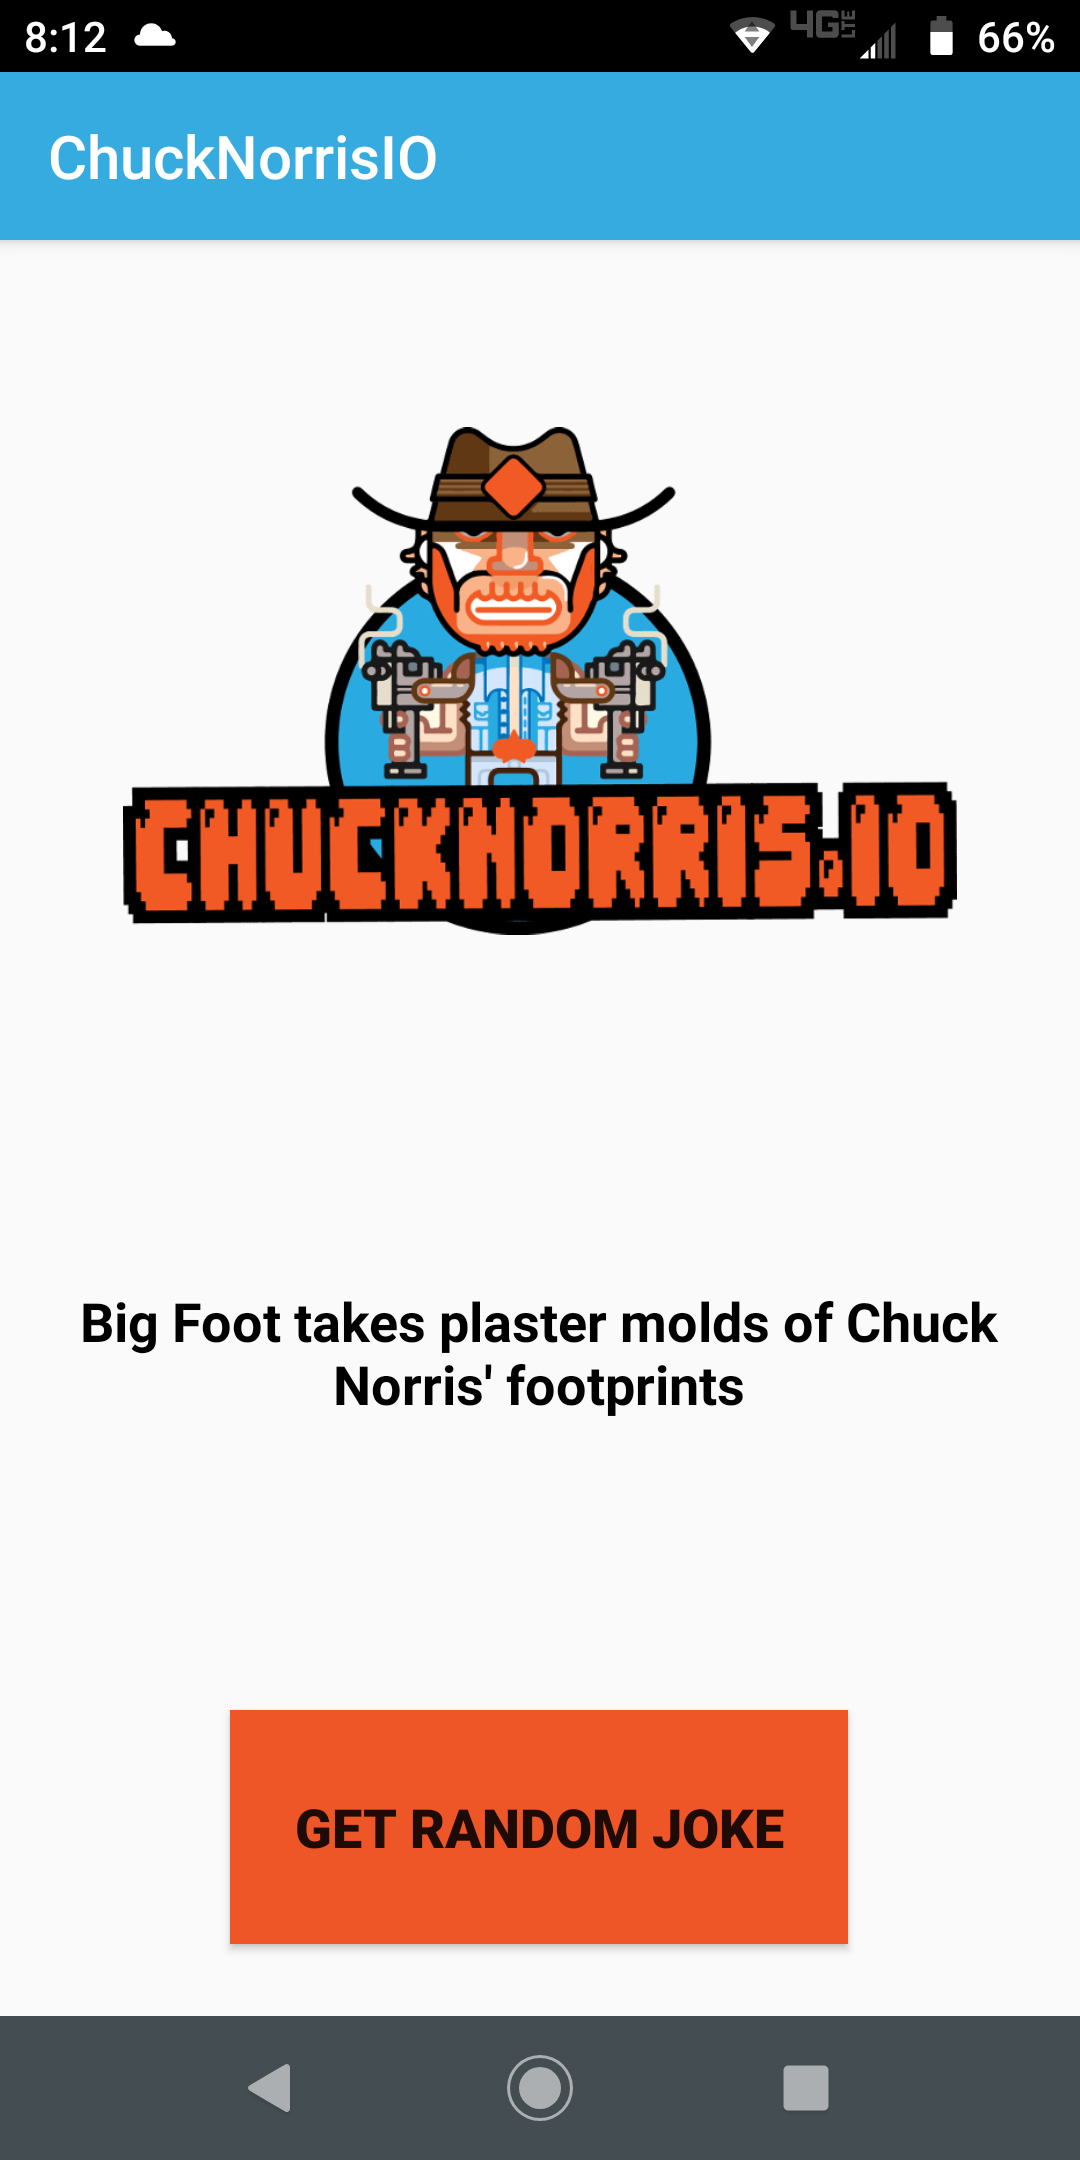 8:12
4G LTE
66%
ChuckNorrisIO
CHUCKNORRIS.IO
Big Foot takes plaster molds of Chuck
Norris' footprints
GET RANDOM JOKE